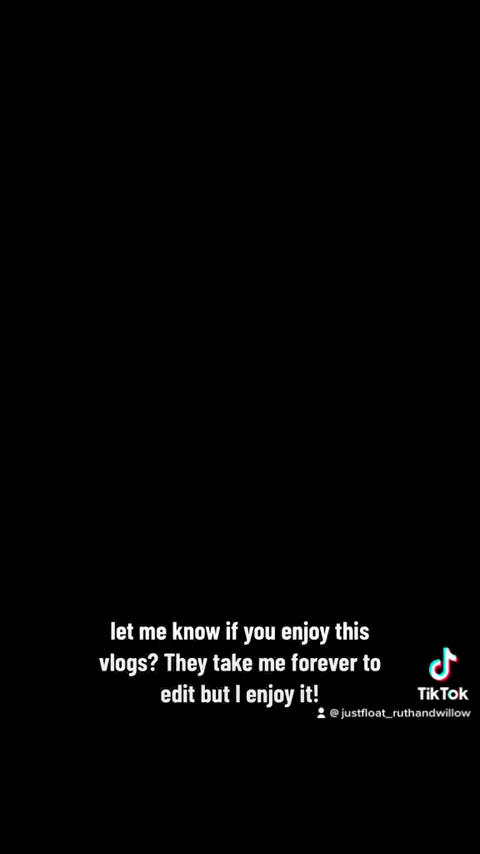 let me know if you enjoy this
vlogs? They take me forever to
edit but I enjoy it!
TikTok
@justfloat_ruthandwillow